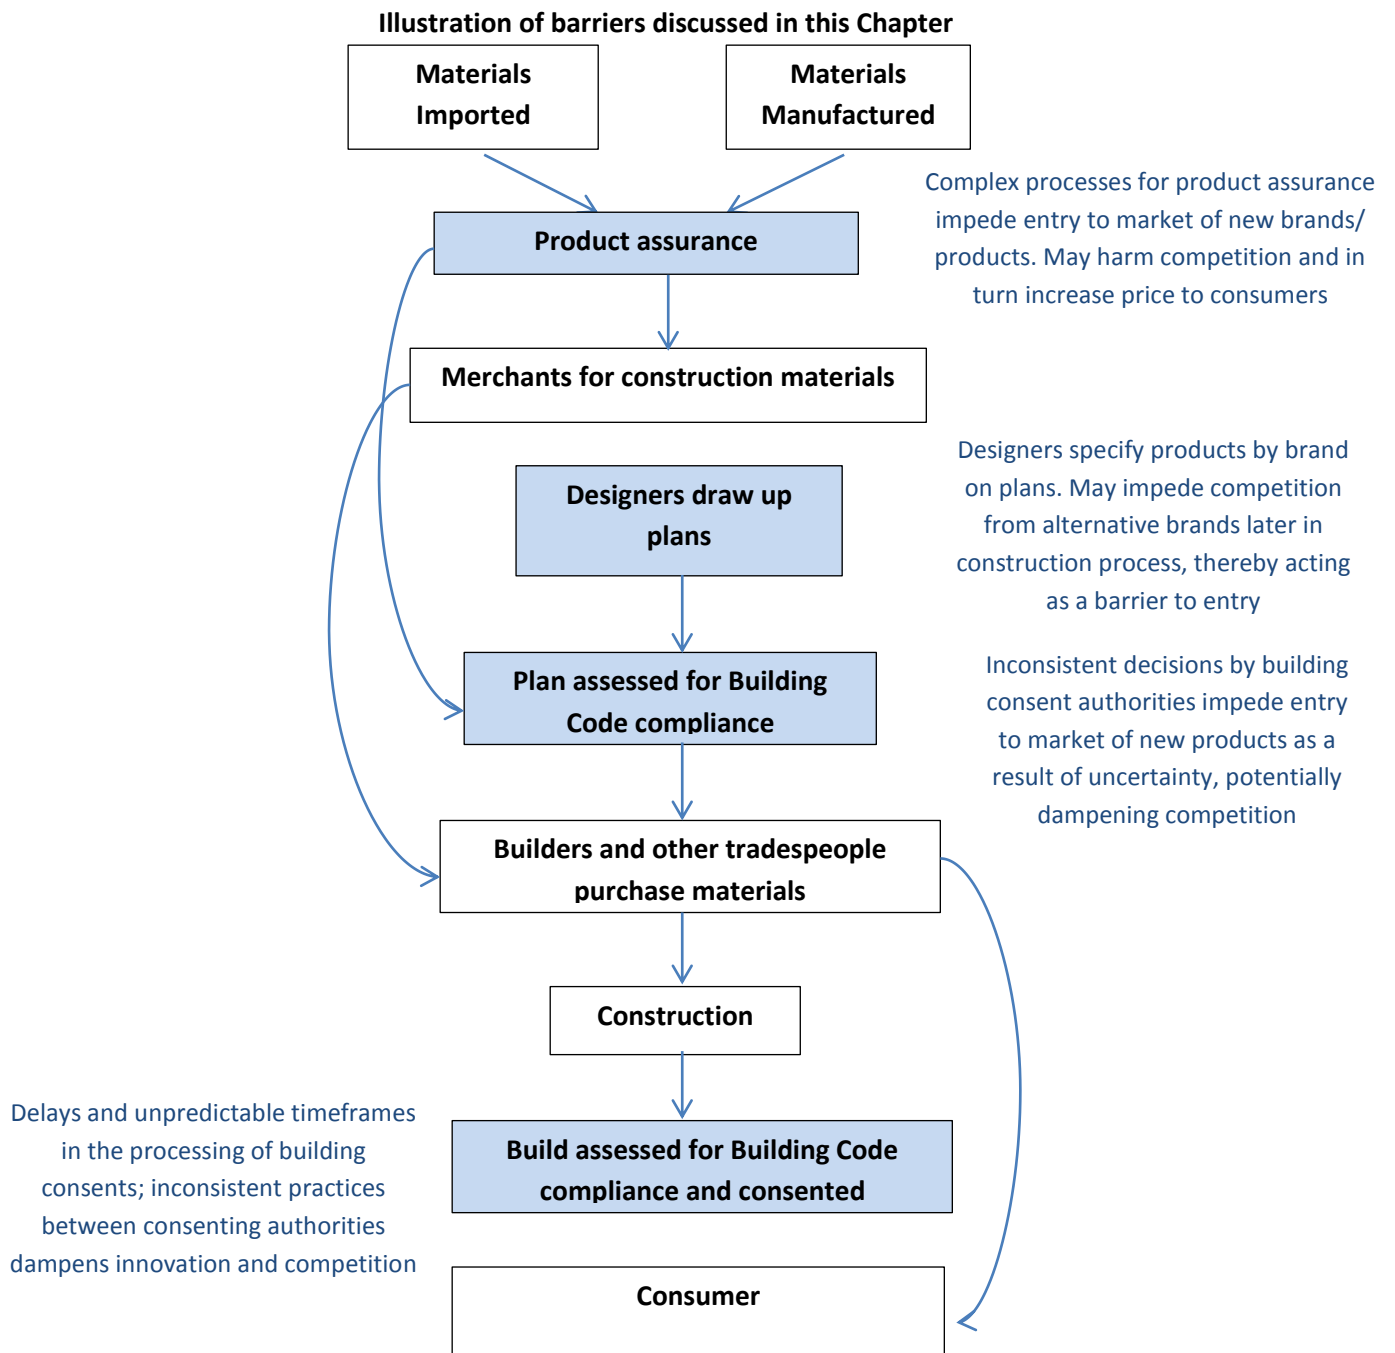 Illustration of barriers discussed in this Chapter
Materials
Imported
Materials
Manufactured
Complex processes for product assurance
impede entry to market of new brands/
products. May harm competition and in
turn increase price to consumers
Product assurance
Merchants for construction materials
Designers specify products by brand
on plans. May impede competition
from alternative brands later in
construction process, thereby acting
as a barrier to entry
Designers draw up
plans
Inconsistent decisions by building
consent authorities impede entry
to market of new products as a
result of uncertainty, potentially
dampening competition
Plan assessed for Building
Code compliance
Builders and other tradespeople
purchase materials
Construction
Delays and unpredictable timeframes
in the processing of building
consents; inconsistent practices
between consenting authorities
dampens innovation and competition
Build assessed for Building Code
compliance and consented
Consumer